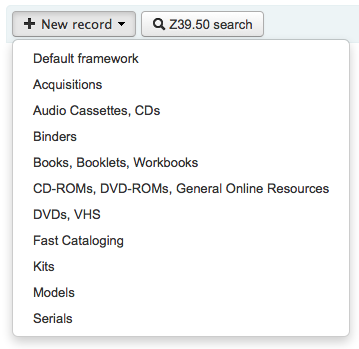 New record
Z39.50 search
Default framework
Acquisitions
Audio Cassettes, CDs
Binders
Books, Booklets, Workbooks
CD-ROMs, DVD-ROMs, General Online Resources
DVDs, VHS
Fast Cataloging
Kits
Models
Serials